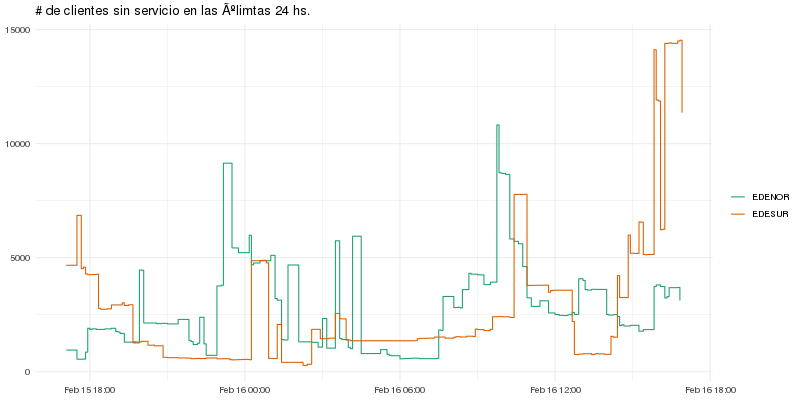 # de clientes sin servicio en las Ãºlimtas 24 hs.
15000
10000
5000
0
Feb 15 18:00
Feb 16 00:00
Feb 16 06:00
Feb 16 12:00
Feb 16 18:00
EDENOR
EDESUR